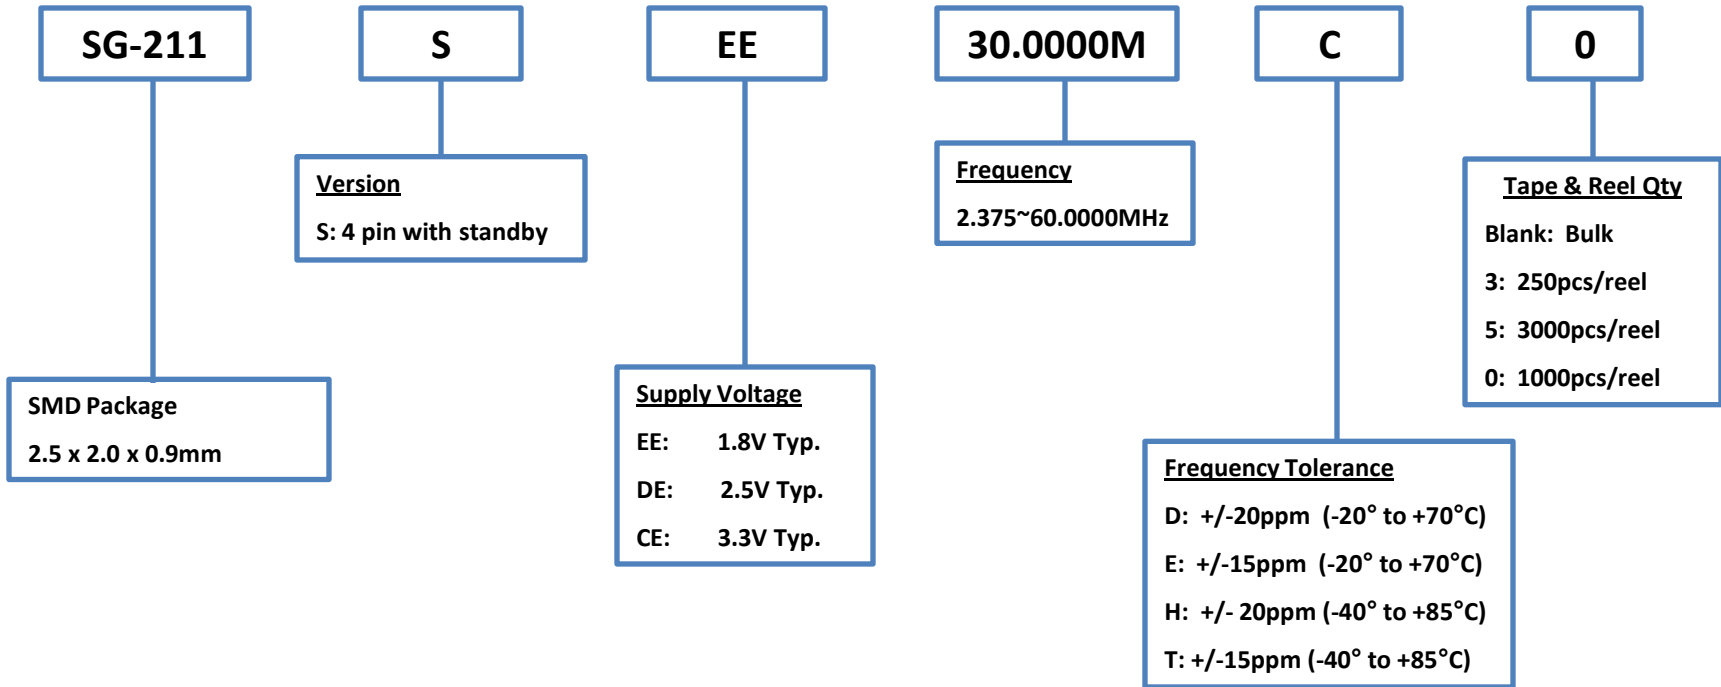 SG-211
S
EE
30.0000M
C
0
Version
S: 4 pin with standby
Frequency
2.375~60.0000MHz
Tape & Reel Qty
Blank: Bulk
3: 250pcs/reel
5: 3000pcs/reel
0: 1000pcs/reel
SMD Package
2.5 x 2.0 x 0.9mm
Supply Voltage
EE: 1.8V Typ.
DE: 2.5V Typ.
CE: 3.3V Typ.
Frequency Tolerance
D: +/-20ppm (-20° to +70°C)
E: +/-15ppm (-20° to +70°C)
H: +/- 20ppm (-40° to +85°C)
T: +/-15ppm (-40° to +85°C)